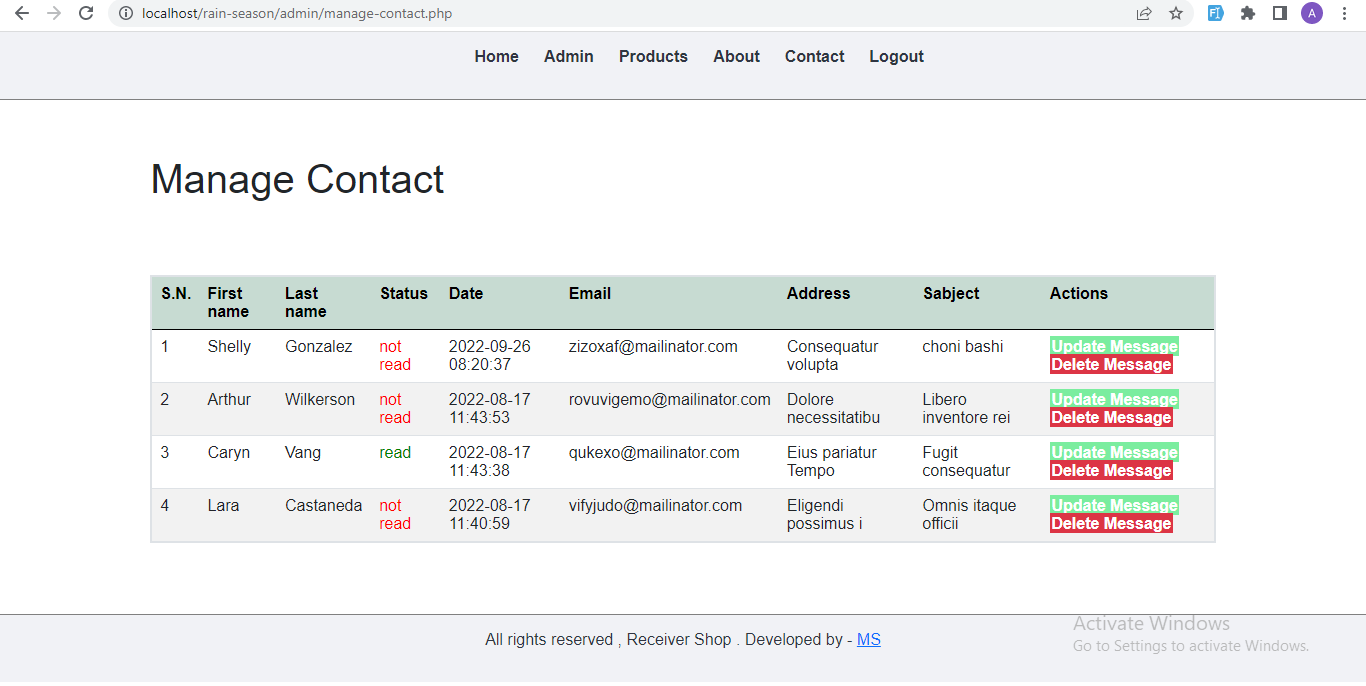 localhost/rain-season/admin/manage-contact.php
A
Home Admin Products About Contact Logout
Manage Contact
S.N. First name Last name Status Date Email Address Sabject Actions
1 Shelly Gonzalez not read 2022-09-26 08:20:37 zizoxaf@mailinator.com Consequatur volupta choni bashi Update Message Delete Message
2 Arthur Wilkerson not read 2022-08-17 11:43:53 rovuvigemo@mailinator.com Dolore necessitatibu Libero inventore rei Update Message Delete Message
3 Caryn Vang read 2022-08-17 11:43:38 qukexo@mailinator.com Eius pariatur Tempo Fugit consequatur Update Message Delete Message
4 Lara Castaneda not read 2022-08-17 11:40:59 vifyjudo@mailinator.com Eligendi possimus i Omnis itaque officii Update Message Delete Message
All rights reserved , Receiver Shop . Developed by - MS
Activate Windows
Go to Settings to activate Windows.